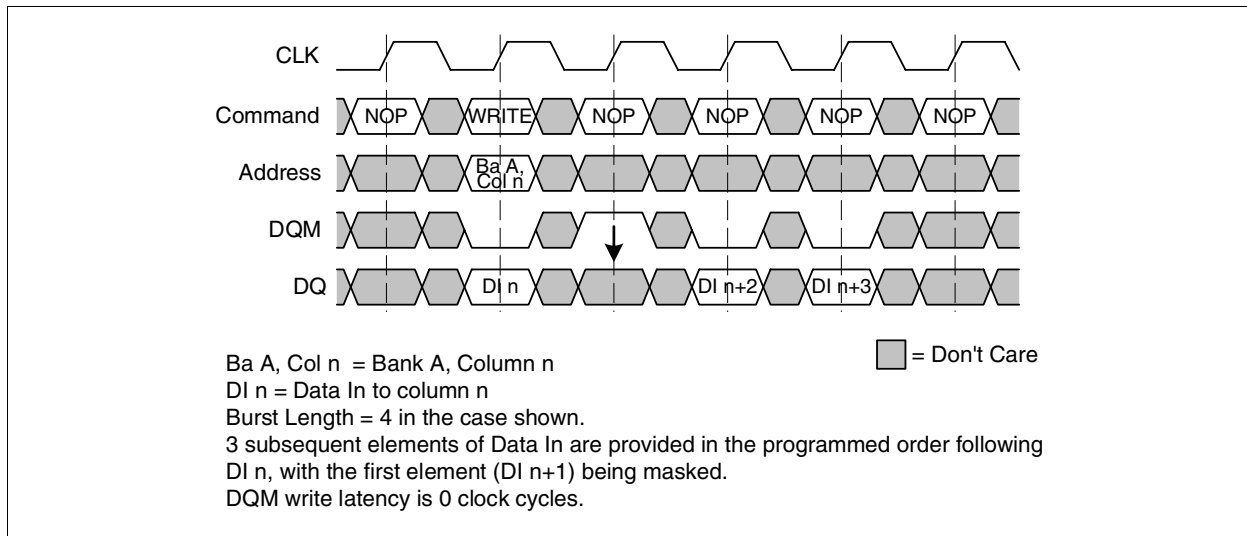 CLK
Command NOP WRITE NOP NOP NOP NOP
Address Ba A,
Col n
DQM
DQ DI n DI n+2 DI n+3
Ba A, Col n = Bank A, Column n
= Don't Care
DI n = Data In to column n
Burst Length = 4 in the case shown.
3 subsequent elements of Data In are provided in the programmed order following
DI n, with the first element (DI n+1) being masked.
DQM write latency is 0 clock cycles.